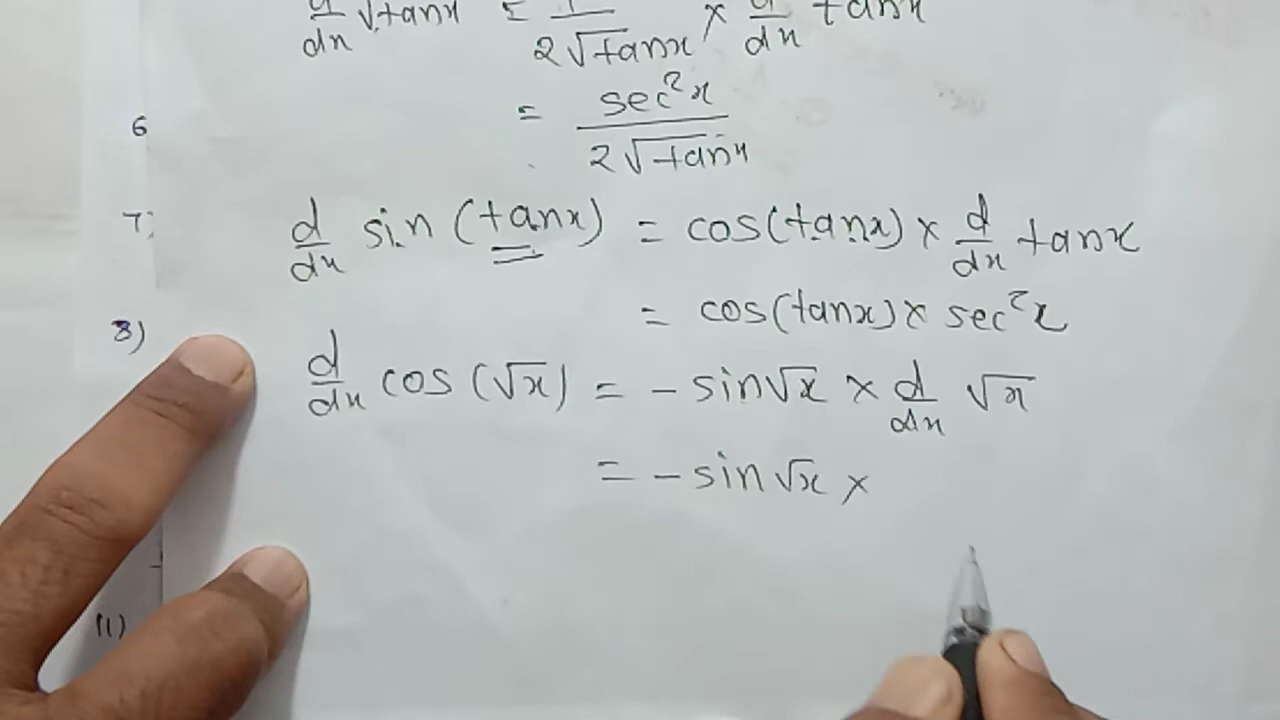 d/dx √tanx = 1/2√tanx × d/dx tanx
= sec²x / 2√tanx
6
7; d/dx sin (tanx) = cos(tanx) × d/dx tanx
= cos(tanx) × sec²x
8) d/dx cos (√x) = - sin√x × d/dx √x
= - sin √x ×
(1)